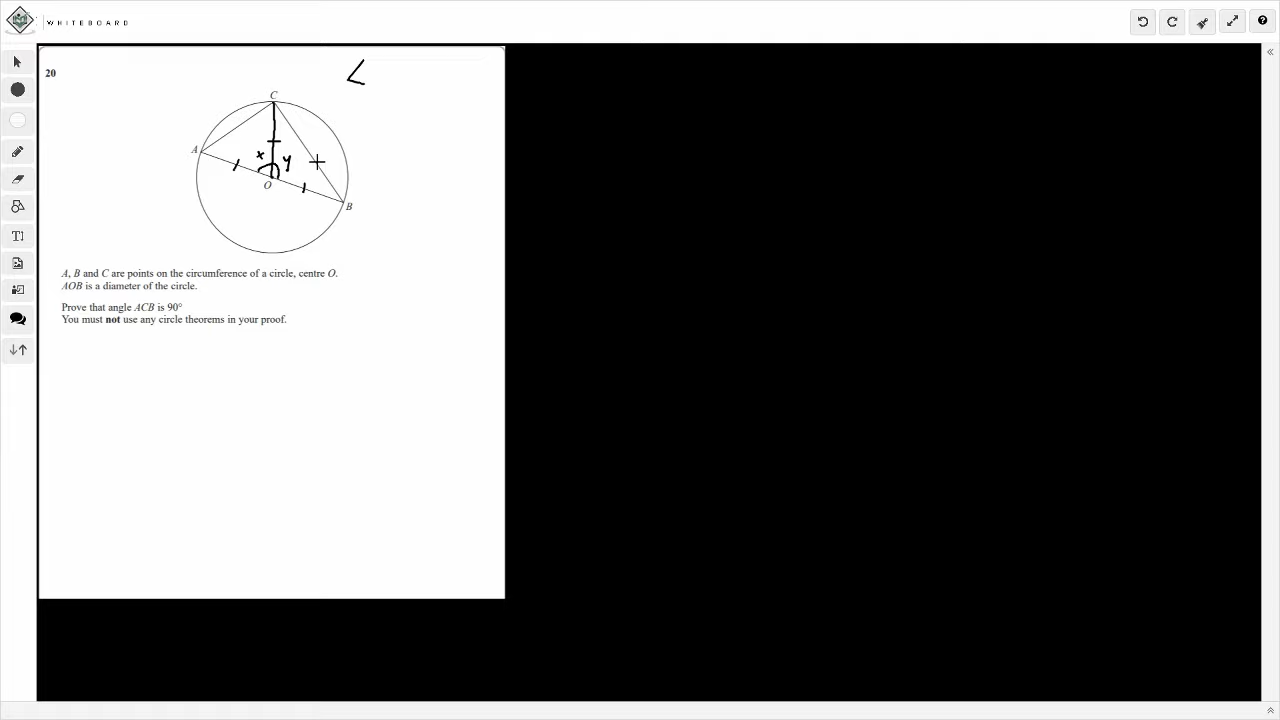 WHITEBOARD
20
C
A
x y
O
B
A, B and C are points on the circumference of a circle, centre O.
AOB is a diameter of the circle.
Prove that angle ACB is 90°
You must not use any circle theorems in your proof.